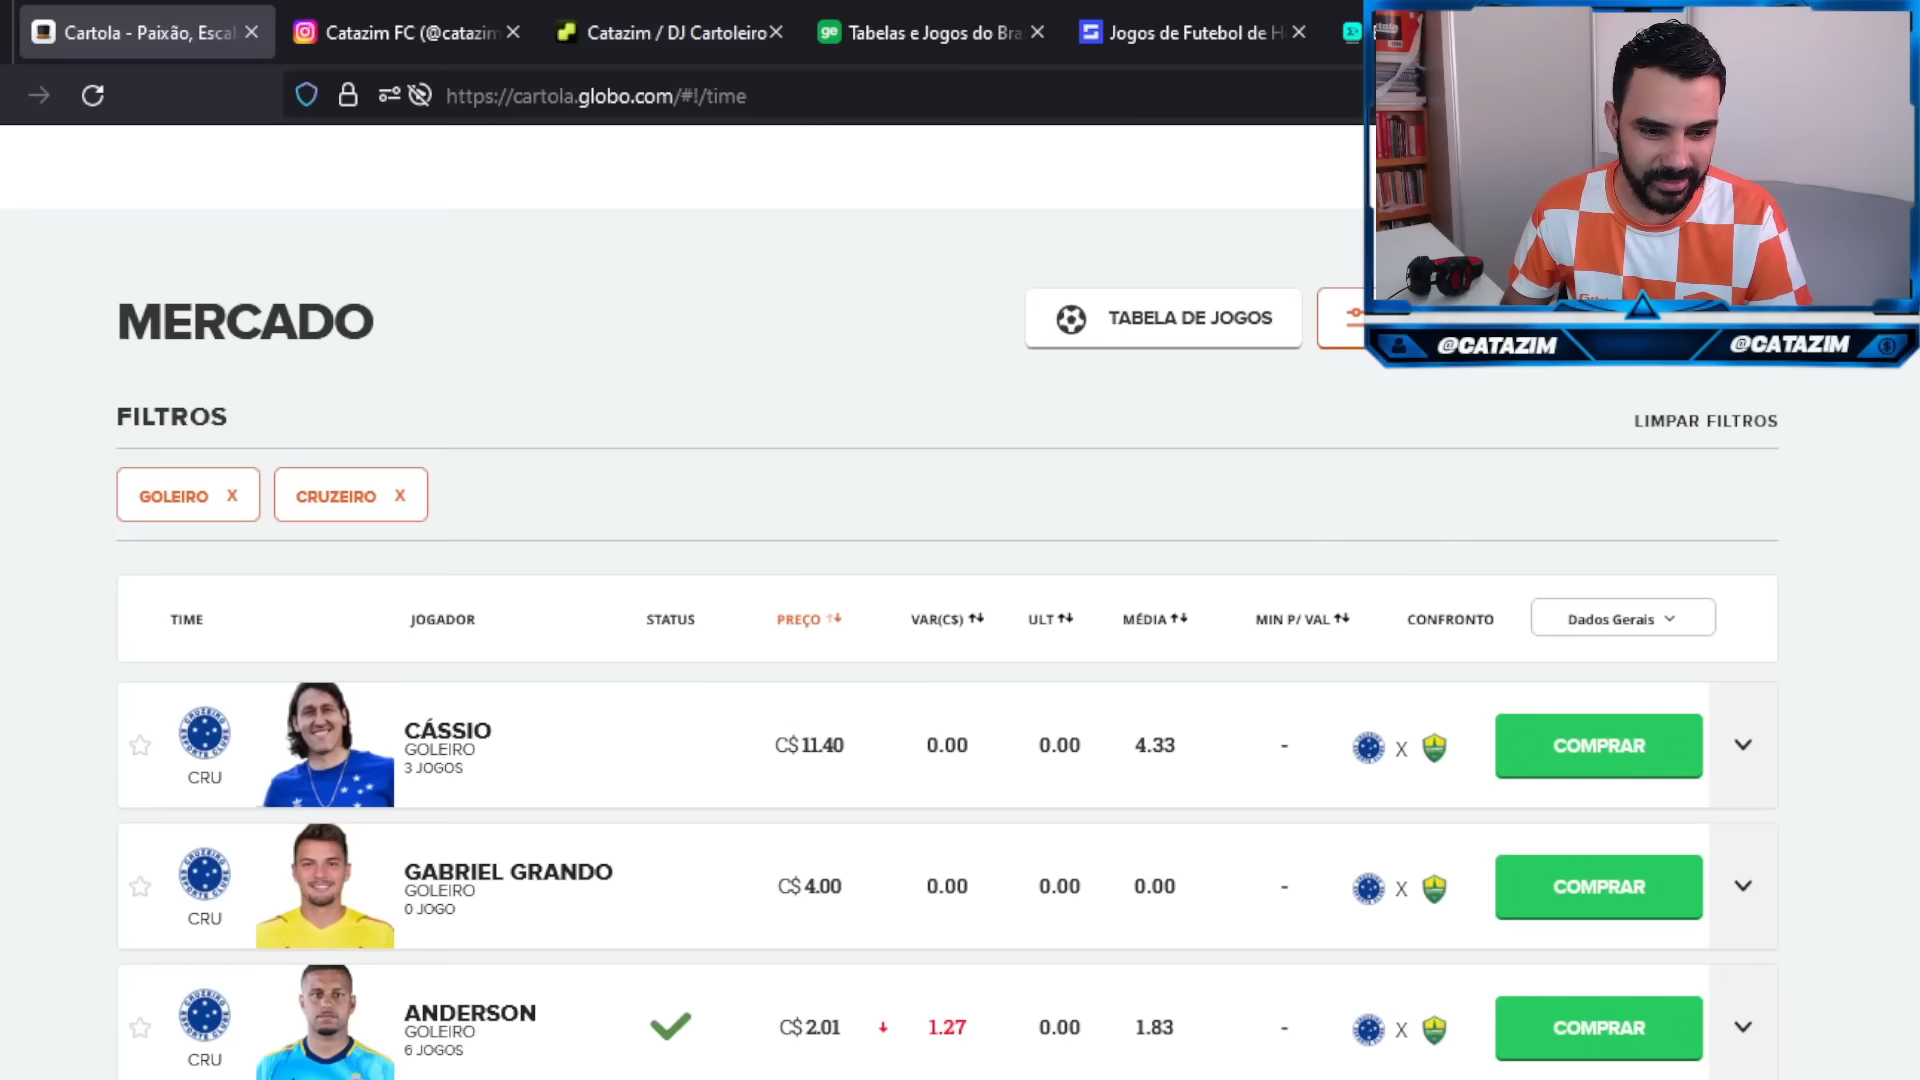 Cartola - Paixão, Escal
Catazim FC (@catazim
Catazim / DJ Cartoleiro
ge Tabelas e Jogos do Bra
Jogos de Futebol de H
https://cartola.globo.com/#!/time
@CATAZIM
@CATAZIM
MERCADO
TABELA DE JOGOS
FILTROS
LIMPAR FILTROS
GOLEIRO X
CRUZEIRO X
TIME JOGADOR STATUS PREÇO VAR(C$) ULT MÉDIA MIN P/ VAL CONFRONTO Dados Gerais
CRU
CÁSSIO
GOLEIRO
3 JOGOS
C$ 11.40 0.00 0.00 4.33 - X COMPRAR
CRU
GABRIEL GRANDO
GOLEIRO
0 JOGO
C$ 4.00 0.00 0.00 0.00 - X COMPRAR
CRU
ANDERSON
GOLEIRO
6 JOGOS
C$ 2.01 1.27 0.00 1.83 - X COMPRAR